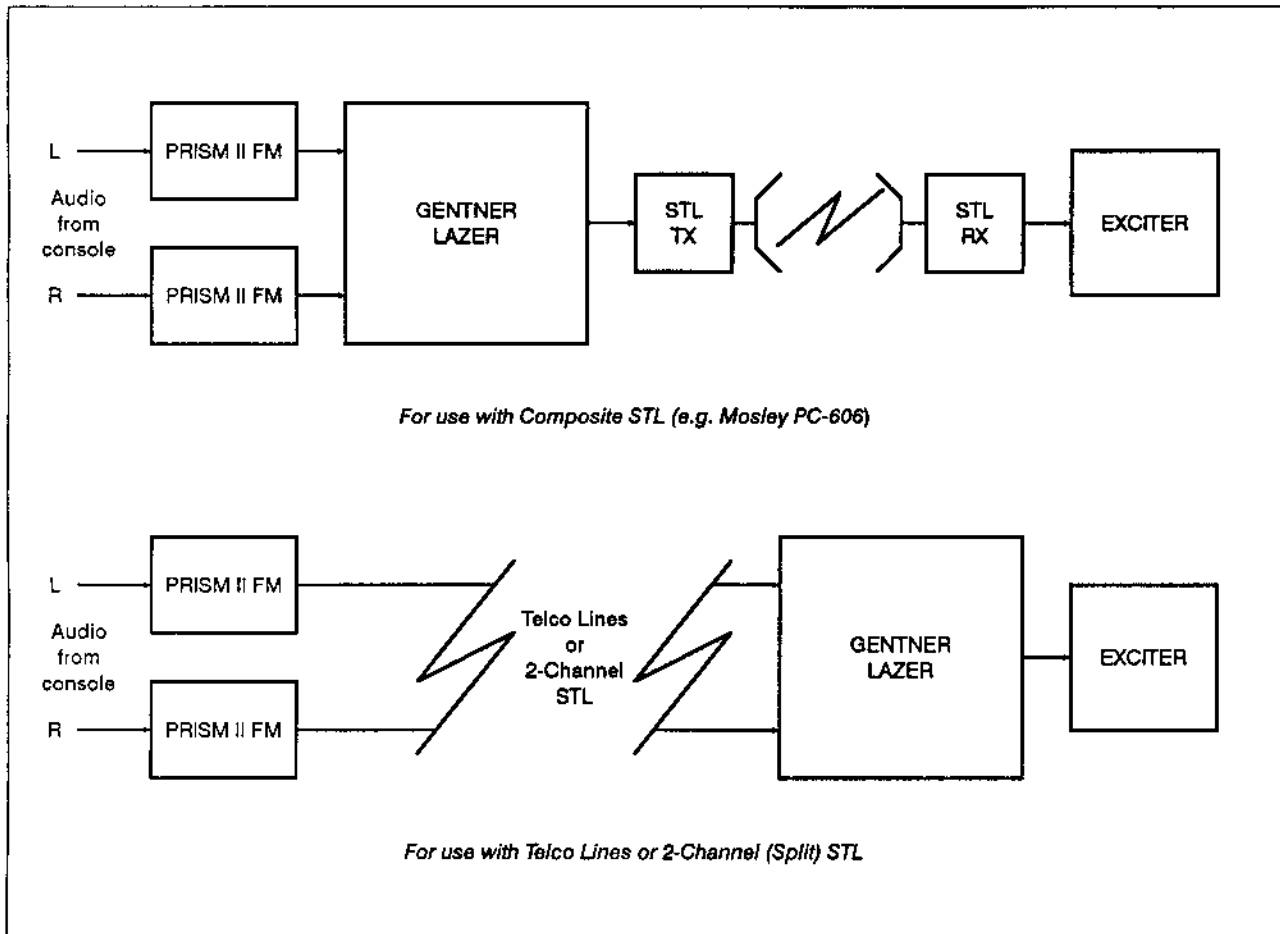 L
PRISM II FM
Audio
from
console
R
PRISM II FM
GENTNER
LAZER
STL
TX
STL
RX
EXCITER
For use with Composite STL (e.g. Mosley PC-606)
L
PRISM II FM
Audio
from
console
R
PRISM II FM
Telco Lines
or
2-Channel
STL
GENTNER
LAZER
EXCITER
For use with Telco Lines or 2-Channel (Split) STL